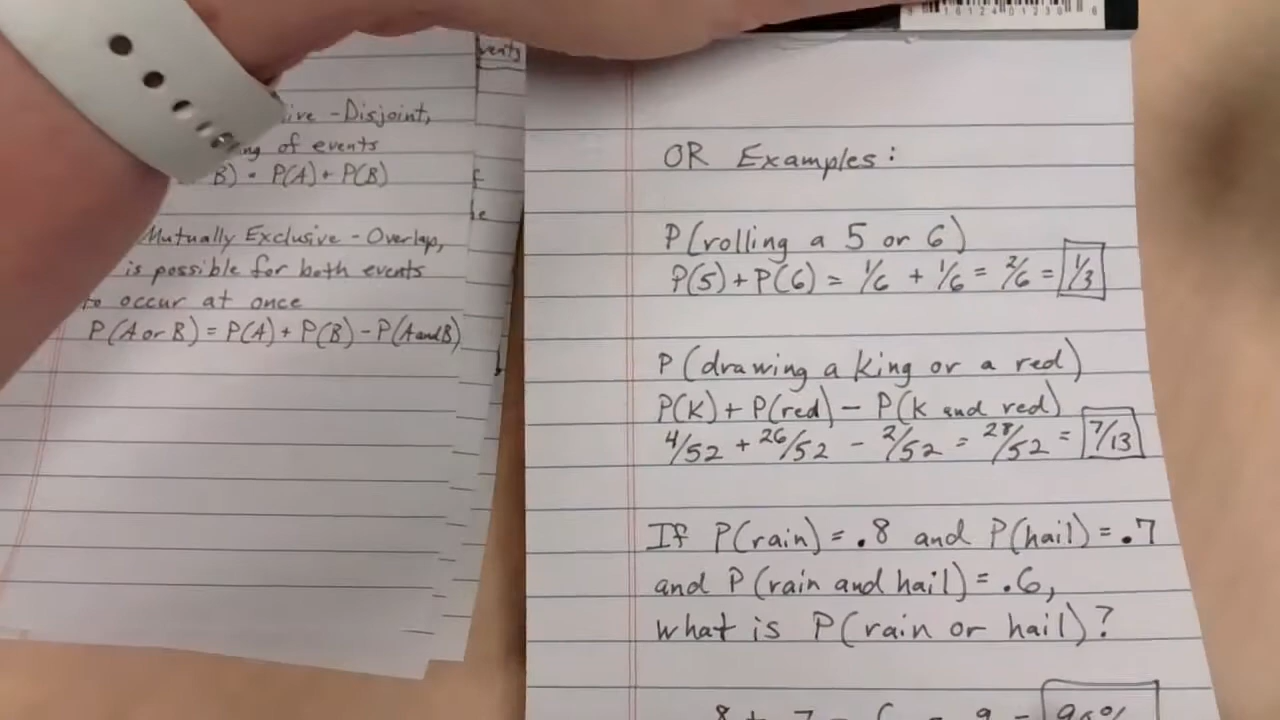 vents
ive - Disjoint,
ng of events
B) = P(A) + P(B)
Mutually Exclusive - Overlap,
is possible for both events
to occur at once
P(A or B) = P(A) + P(B) - P(A and B)
OR Examples:
P(rolling a 5 or 6)
P(5) + P(6) = 1/6 + 1/6 = 2/6 = 1/3
P(drawing a king or a red)
P(K) + P(red) - P(K and red)
4/52 + 26/52 - 2/52 = 28/52 = 7/13
If P(rain) = .8 and P(hail) = .7
and P(rain and hail) = .6,
what is P(rain or hail)?